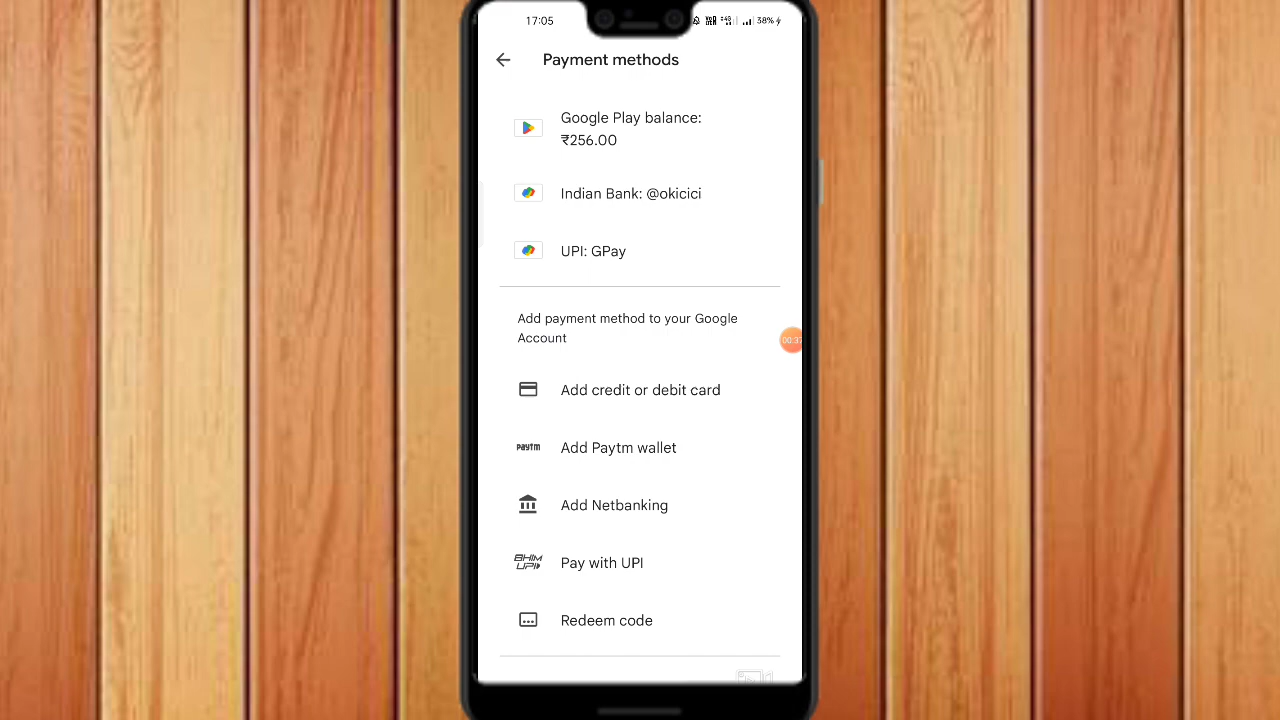 17:05
38%
Payment methods
Google Play balance:
₹256.00
Indian Bank: @okicici
UPI: GPay
Add payment method to your Google
Account
00:37
Add credit or debit card
paytm
Add Paytm wallet
Add Netbanking
BHIM
UPI
Pay with UPI
Redeem code